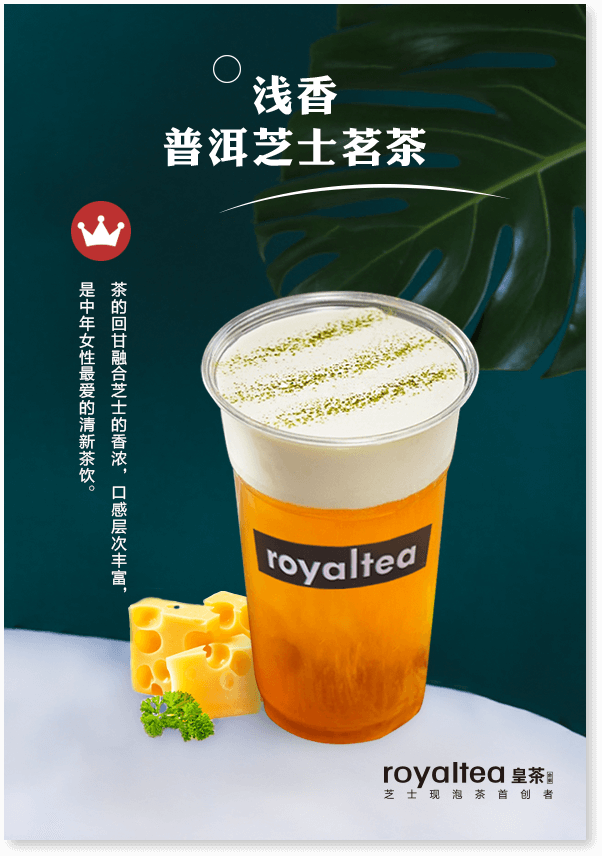 浅香
普洱芝士茗茶
茶的回甘融合芝士的香浓，口感层次丰富，
是中年女性最爱的清新茶饮。
royaltea
royaltea 皇茶
芝士现泡茶首创者